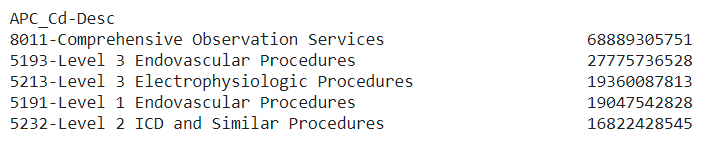 APC_Cd-Desc
8011-Comprehensive Observation Services 68889305751
5193-Level 3 Endovascular Procedures 27775736528
5213-Level 3 Electrophysiologic Procedures 19360087813
5191-Level 1 Endovascular Procedures 19047542828
5232-Level 2 ICD and Similar Procedures 16822428545